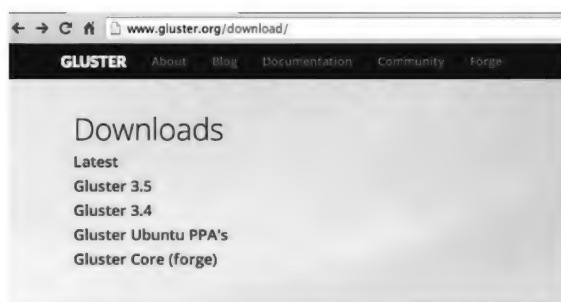 www.gluster.org/download/
GLUSTER About Blog Documentation Community Forge
Downloads
Latest
Gluster 3.5
Gluster 3.4
Gluster Ubuntu PPA's
Gluster Core (forge)